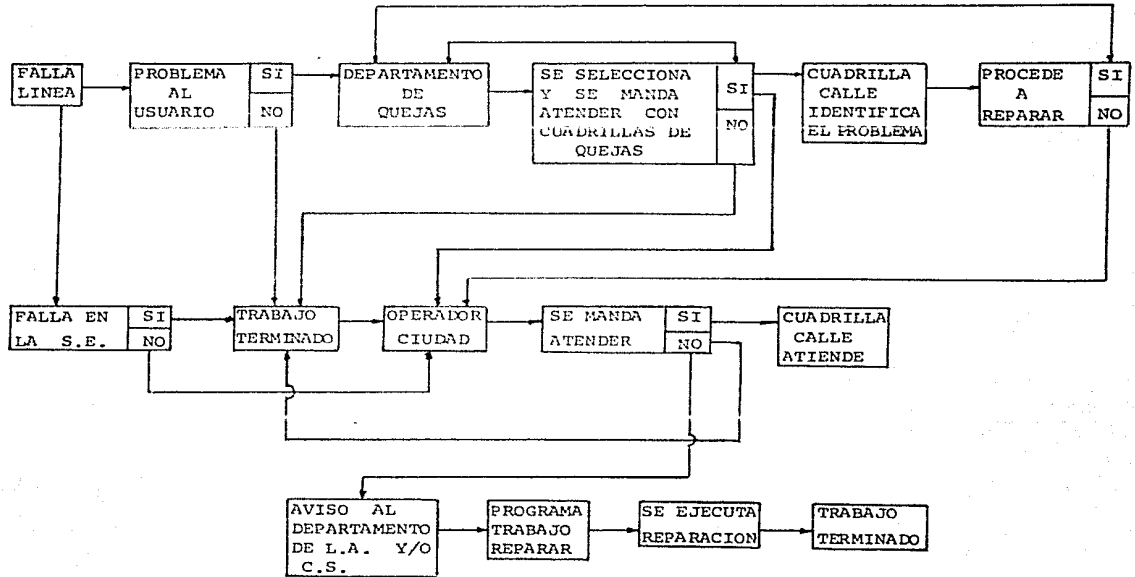 FALLA
LINEA
PROBLEMA
AL
USUARIO
SI
NO
DEPARTAMENTO
DE
QUEJAS
SE SELECCIONA
Y SE MANDA
ATENDER CON
CUADRILLAS DE
QUEJAS
SI
NO
CUADRILLA
CALLE
IDENTIFICA
EL PROBLEMA
PROCEDE
A
REPARAR
SI
NO
FALLA EN
LA S.E.
SI
NO
TRABAJO
TERMINADO
OPERADOR
CIUDAD
SE MANDA
ATENDER
SI
NO
CUADRILLA
CALLE
ATIENDE
AVISO AL
DEPARTAMENTO
DE L.A. Y/O
C.S.
PROGRAMA
TRABAJO
REPARAR
SE EJECUTA
REPARACION
TRABAJO
TERMINADO